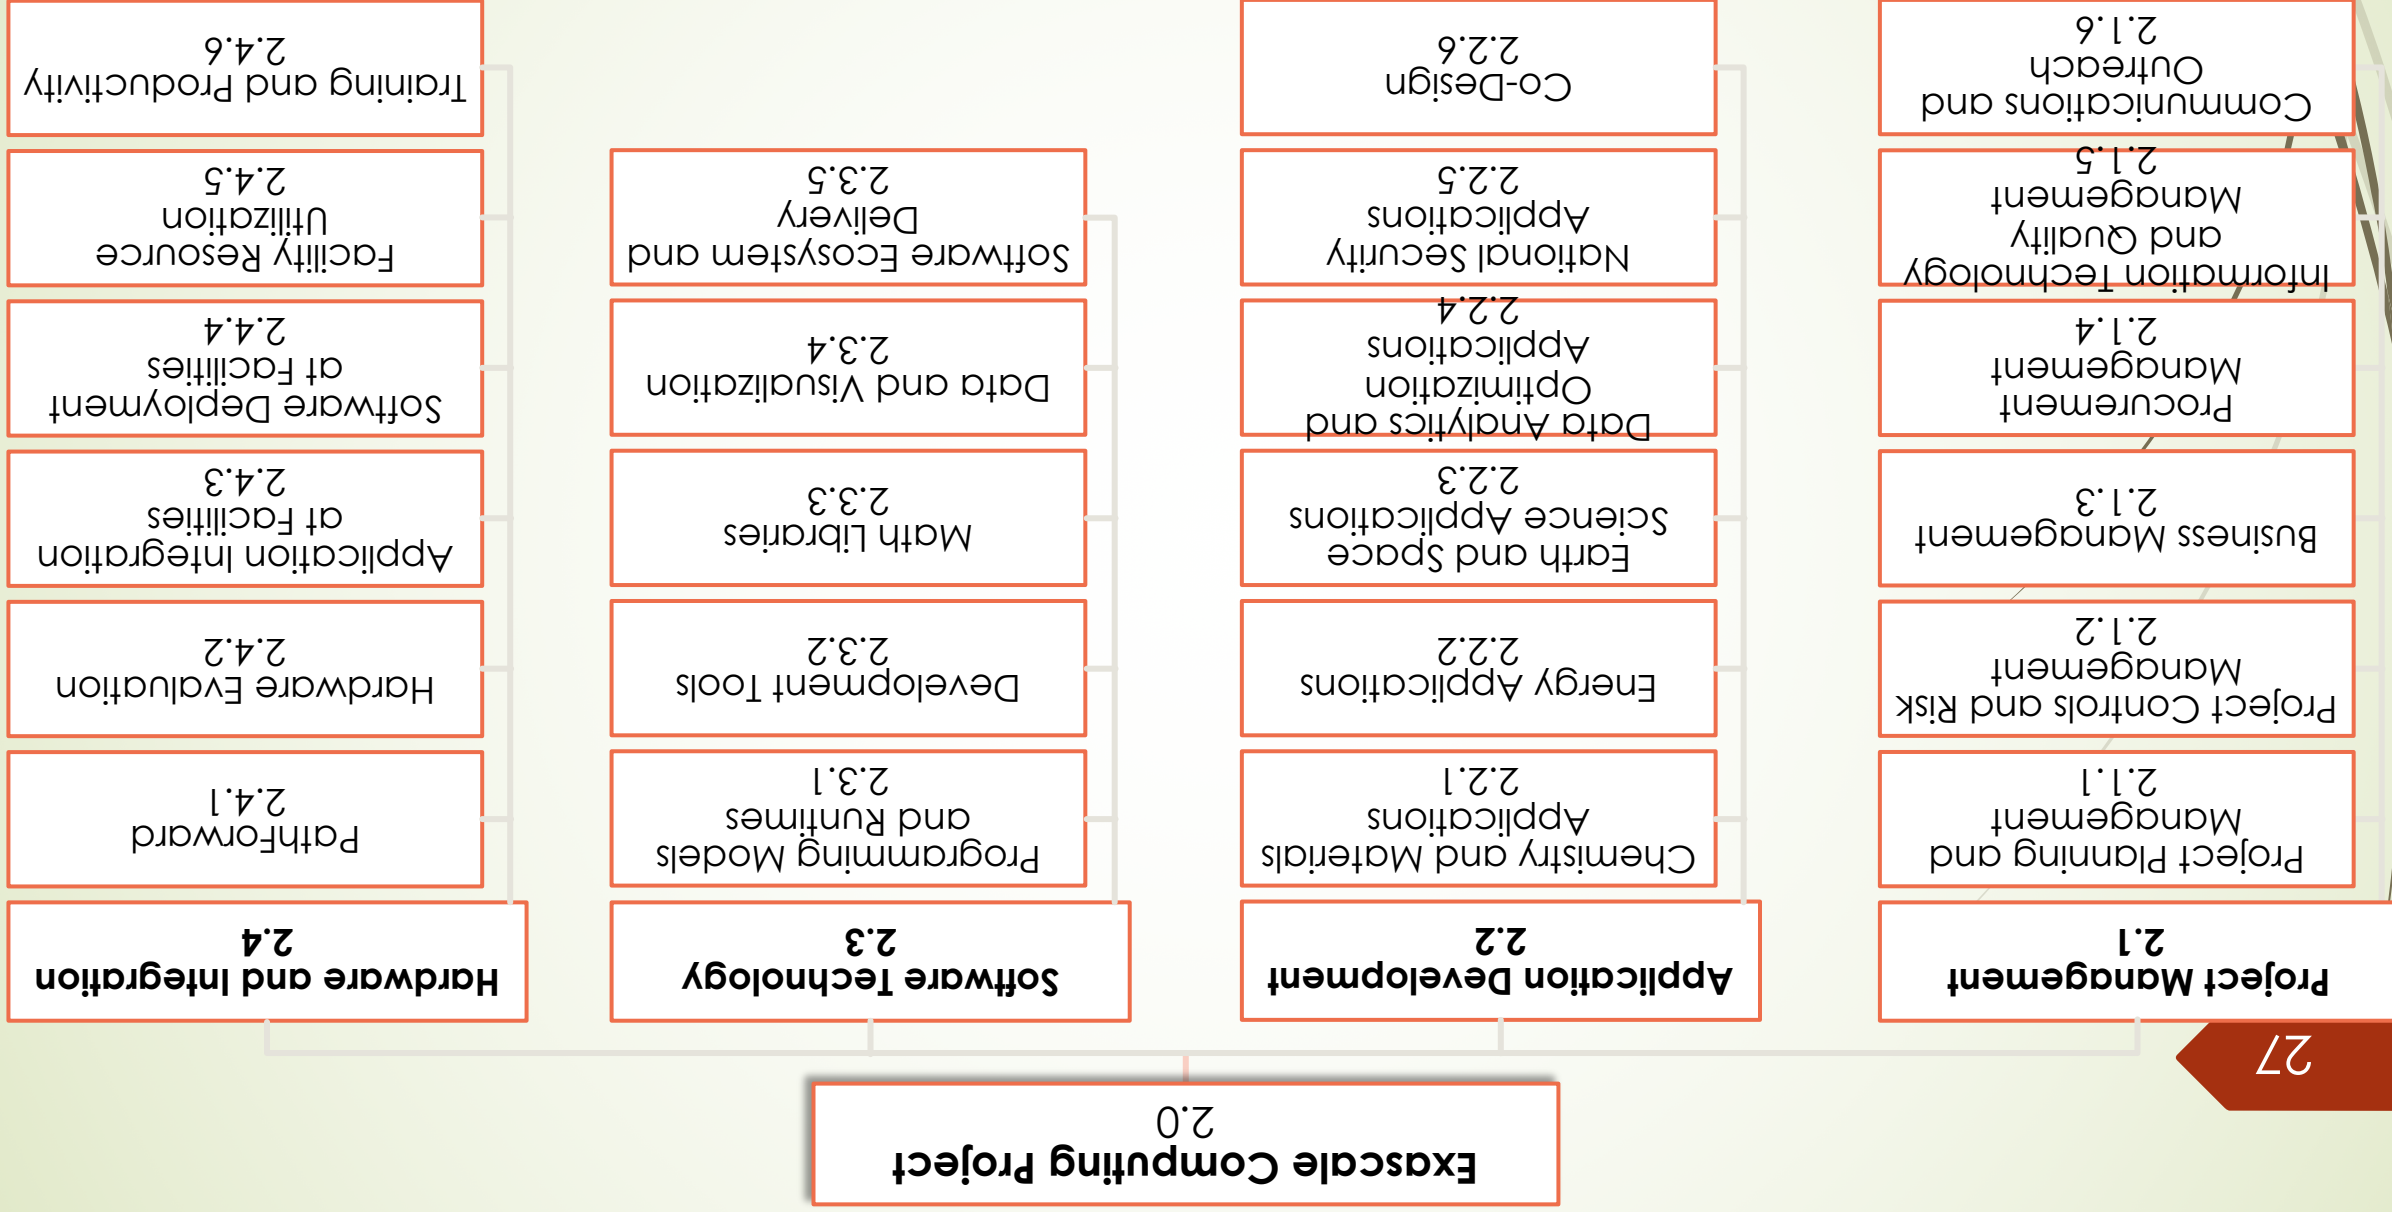 27
Exascale Computing Project
2.0
Project Management
2.1
Project Planning and
Management
2.1.1
Project Controls and Risk
Management
2.1.2
Business Management
2.1.3
Procurement
Management
2.1.4
Information Technology
and Quality
Management
2.1.5
Communications and
Outreach
2.1.6
Application Development
2.2
Chemistry and Materials
Applications
2.2.1
Energy Applications
2.2.2
Earth and Space
Science Applications
2.2.3
Data Analytics and
Optimization
Applications
2.2.4
National Security
Applications
2.2.5
Co-Design
2.2.6
Software Technology
2.3
Programming Models
and Runtimes
2.3.1
Development Tools
2.3.2
Math Libraries
2.3.3
Data and Visualization
2.3.4
Software Ecosystem and
Delivery
2.3.5
Hardware and Integration
2.4
PathForward
2.4.1
Hardware Evaluation
2.4.2
Application Integration
at Facilities
2.4.3
Software Deployment
at Facilities
2.4.4
Facility Resource
Utilization
2.4.5
Training and Productivity
2.4.6